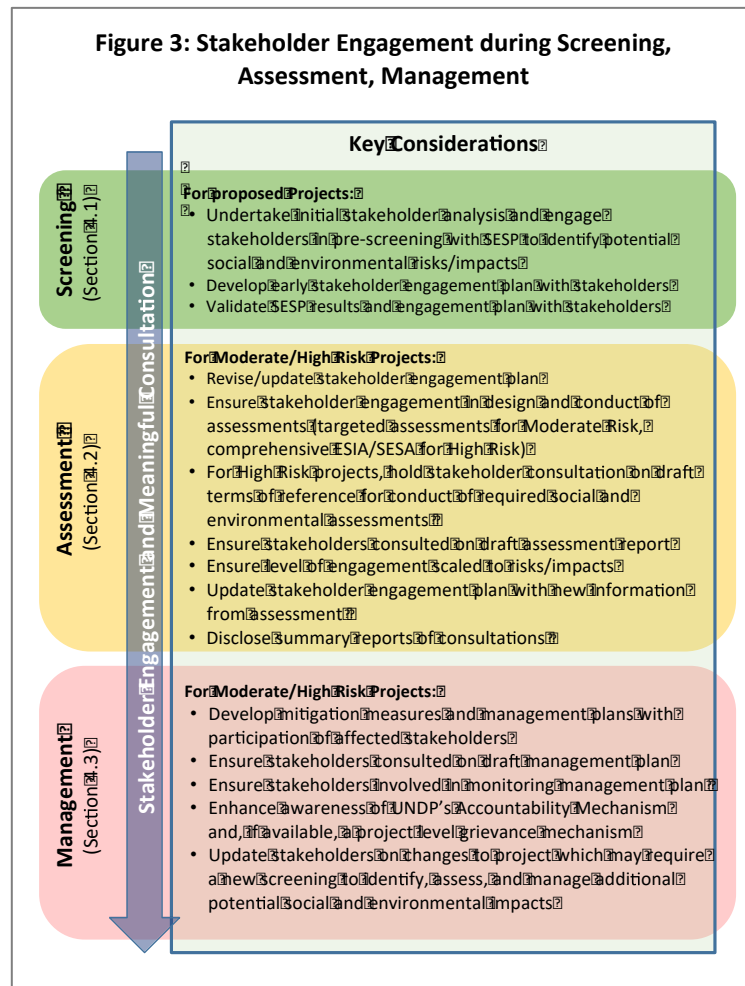 Figure 3: Stakeholder Engagement during Screening,
Assessment, Management
Key Considerations
Stakeholder Engagement and Meaningful Consultation
Screening
(Section 4.1)
For proposed Projects:
• Undertake initial stakeholder analysis and engage
stakeholders in pre-screening with SESP to identify potential
social and environmental risks/impacts
• Develop early stakeholder engagement plan with stakeholders
• Validate SESP results and engagement plan with stakeholders
Assessment
(Section 4.2)
For Moderate/High Risk Projects:
• Revise/update stakeholder engagement plan
• Ensure stakeholder engagement in design and conduct of
assessments (targeted assessments for Moderate Risk,
comprehensive ESIA/SESA for High Risk)
• For High Risk projects, hold stakeholder consultation on draft
terms of reference for conduct of required social and
environmental assessments
• Ensure stakeholders consulted on draft assessment report
• Ensure level of engagement scaled to risks/impacts
• Update stakeholder engagement plan with new information
from assessment
• Disclose summary reports of consultations
Management
(Section 4.3)
For Moderate/High Risk Projects:
• Develop mitigation measures and management plans with
participation of affected stakeholders
• Ensure stakeholders consulted on draft management plan
• Ensure stakeholders involved in monitoring management plan
• Enhance awareness of UNDP's Accountability Mechanism
and, if available, a project level grievance mechanism
• Update stakeholders on changes to project which may require
a new screening to identify, assess, and manage additional
potential social and environmental impacts